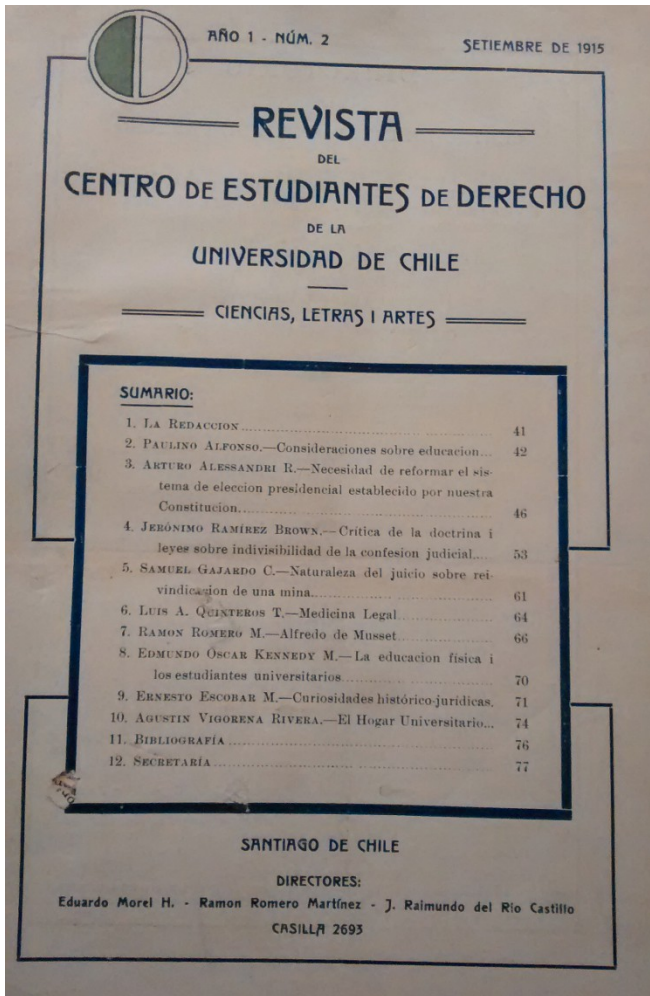 AÑO 1 - NÚM. 2
SETIEMBRE DE 1915
REVISTA
DEL
CENTRO DE ESTUDIANTES DE DERECHO
DE LA
UNIVERSIDAD DE CHILE
CIENCIAS, LETRAS I ARTES
SUMARIO:
1. LA REDACCION 41
2. PAULINO ALFONSO.—Consideraciones sobre educacion 42
3. ARTURO ALESSANDRI R.—Necesidad de reformar el sis-
tema de eleccion presidencial establecido por nuestra
Constitucion 46
4. JERÓNIMO RAMÍREZ BROWN.—Crítica de la doctrina i
leyes sobre indivisibilidad de la confesion judicial 53
5. SAMUEL GAJARDO C.—Naturaleza del juicio sobre rei-
vindicacion de una mina 61
6. LUIS A. QUINTEROS T.—Medicina Legal 64
7. RAMON ROMERO M.—Alfredo de Musset 66
8. EDMUNDO ÓSCAR KENNEDY M.—La educacion física i
los estudiantes universitarios 70
9. ERNESTO ESCOBAR M.—Curiosidades histórico-jurídicas. 71
10. AGUSTIN VIGORENA RIVERA.—El Hogar Universitario 74
11. BIBLIOGRAFÍA 76
12. SECRETARÍA 77
SANTIAGO DE CHILE
DIRECTORES:
Eduardo Morel H. - Ramon Romero Martínez - J. Raimundo del Rio Castillo
CASILLA 2693